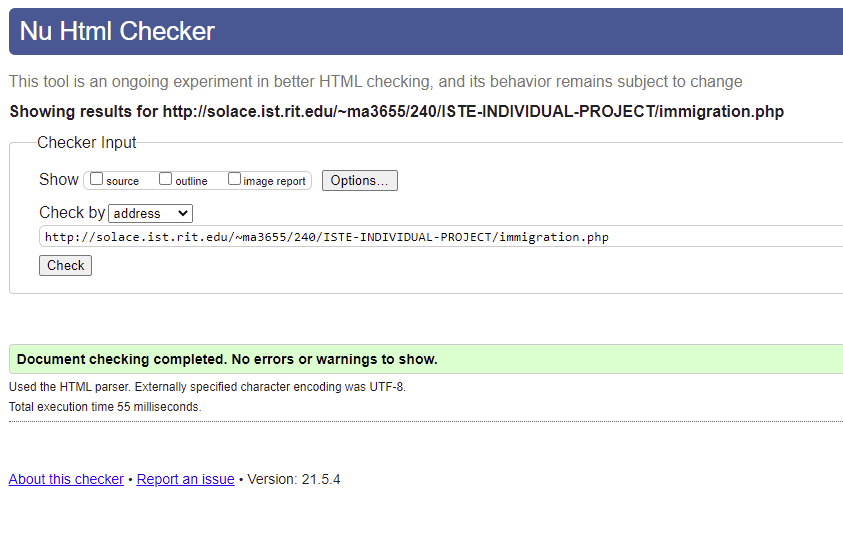 Nu Html Checker
This tool is an ongoing experiment in better HTML checking, and its behavior remains subject to change
Showing results for http://solace.ist.rit.edu/~ma3655/240/ISTE-INDIVIDUAL-PROJECT/immigration.php
Checker Input
Show source outline image report Options...
Check by address
http://solace.ist.rit.edu/~ma3655/240/ISTE-INDIVIDUAL-PROJECT/immigration.php
Check
Document checking completed. No errors or warnings to show.
Used the HTML parser. Externally specified character encoding was UTF-8.
Total execution time 55 milliseconds.
About this checker • Report an issue • Version: 21.5.4